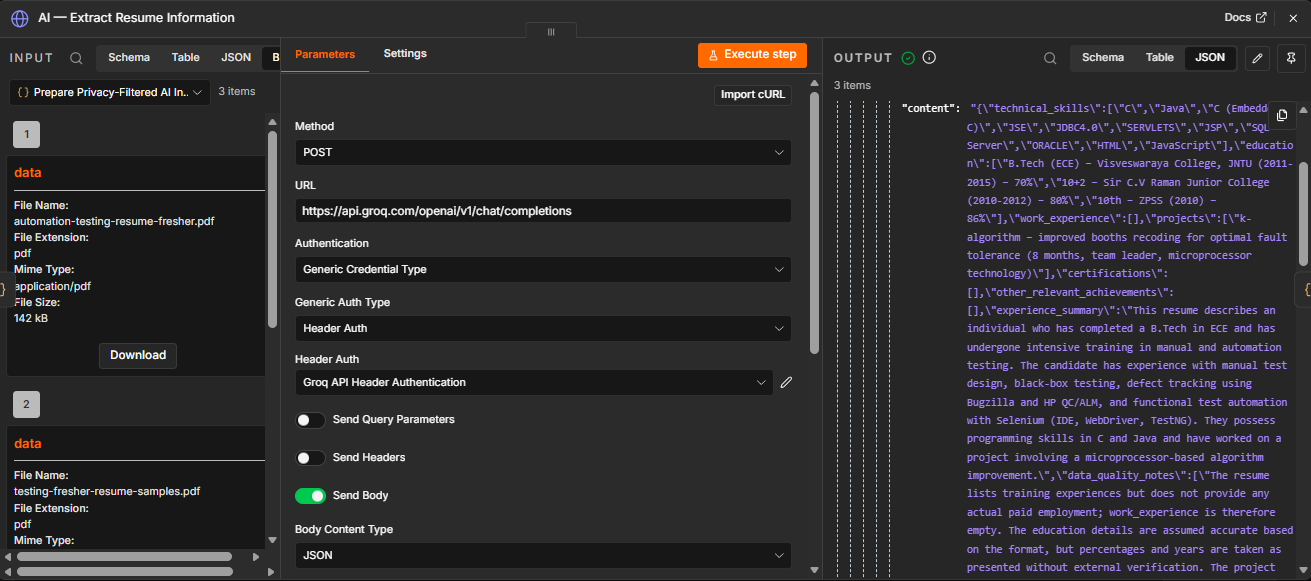 AI — Extract Resume Information
Docs
INPUT
Schema
Table
JSON
B
Prepare Privacy-Filtered AI In..
3 items
1
data
File Name:
automation-testing-resume-fresher.pdf
File Extension:
pdf
Mime Type:
application/pdf
File Size:
142 kB
Download
2
data
File Name:
testing-fresher-resume-samples.pdf
File Extension:
pdf
Mime Type:
Parameters
Settings
Execute step
Import cURL
Method
POST
URL
https://api.groq.com/openai/v1/chat/completions
Authentication
Generic Credential Type
Generic Auth Type
Header Auth
Header Auth
Groq API Header Authentication
Send Query Parameters
Send Headers
Send Body
Body Content Type
JSON
OUTPUT
Schema
Table
JSON
3 items
"content": "{\"technical_skills\":[\"C\",\"Java\",\"C (Embedd
C)\",\"JSE\",\"JDBC4.0\",\"SERVLETS\",\"JSP\",\"SQL
Server\",\"ORACLE\",\"HTML\",\"JavaScript\"],\"educatio
n\":[\"B.Tech (ECE) – Visveswaraya College, JNTU (2011-
2015) – 70%\",\"10+2 – Sir C.V Raman Junior College
(2010-2012) – 80%\",\"10th – ZPSS (2010) –
86%\"],\"work_experience\":[],\"projects\":[\"k-
algorithm – improved booths recoding for optimal fault
tolerance (8 months, team leader, microprocessor
technology)\"],\"certifications\":
[],\"other_relevant_achievements\":
[],\"experience_summary\":\"This resume describes an
individual who has completed a B.Tech in ECE and has
undergone intensive training in manual and automation
testing. The candidate has experience with manual test
design, black-box testing, defect tracking using
Bugzilla and HP QC/ALM, and functional test automation
with Selenium (IDE, WebDriver, TestNG). They possess
programming skills in C and Java and have worked on a
project involving a microprocessor-based algorithm
improvement.\",\"data_quality_notes\":[\"The resume
lists training experiences but does not provide any
actual paid employment; work_experience is therefore
empty. The education details are assumed accurate based
on the format, but percentages and years are taken as
presented without external verification. The project